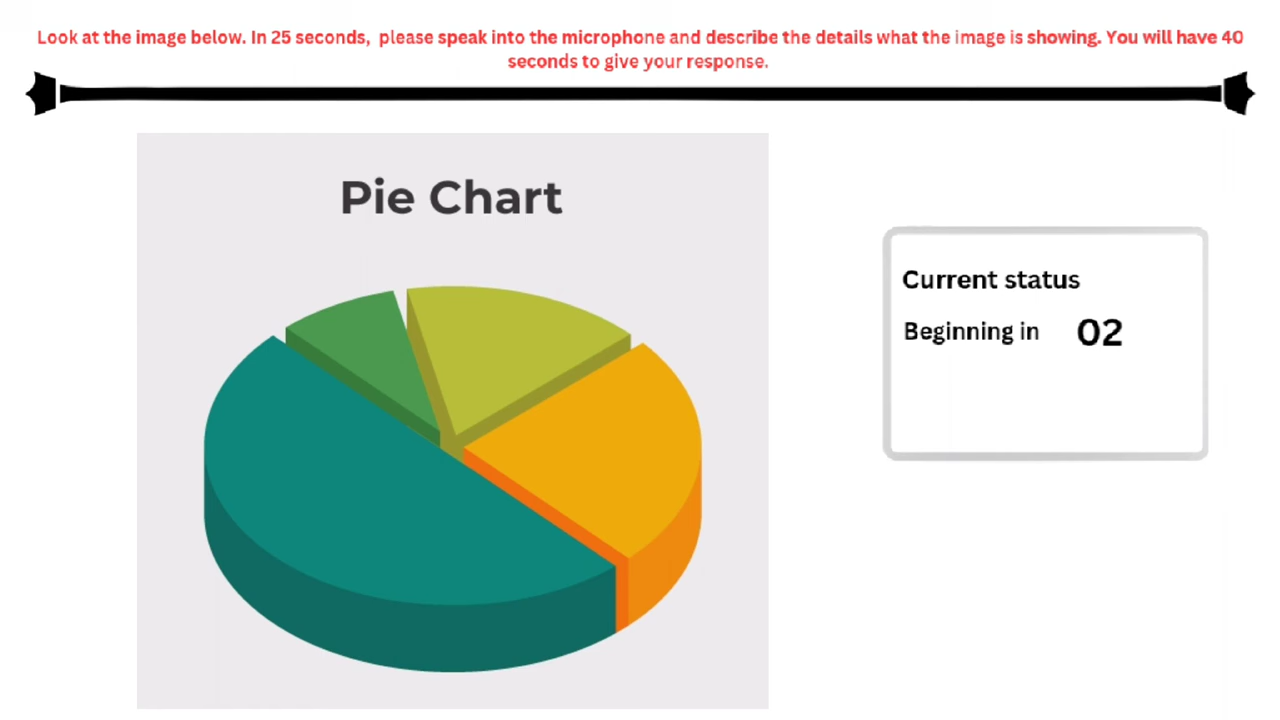 Look at the image below. In 25 seconds, please speak into the microphone and describe the details what the image is showing. You will have 40
seconds to give your response.
Pie Chart
Current status
Beginning in 02